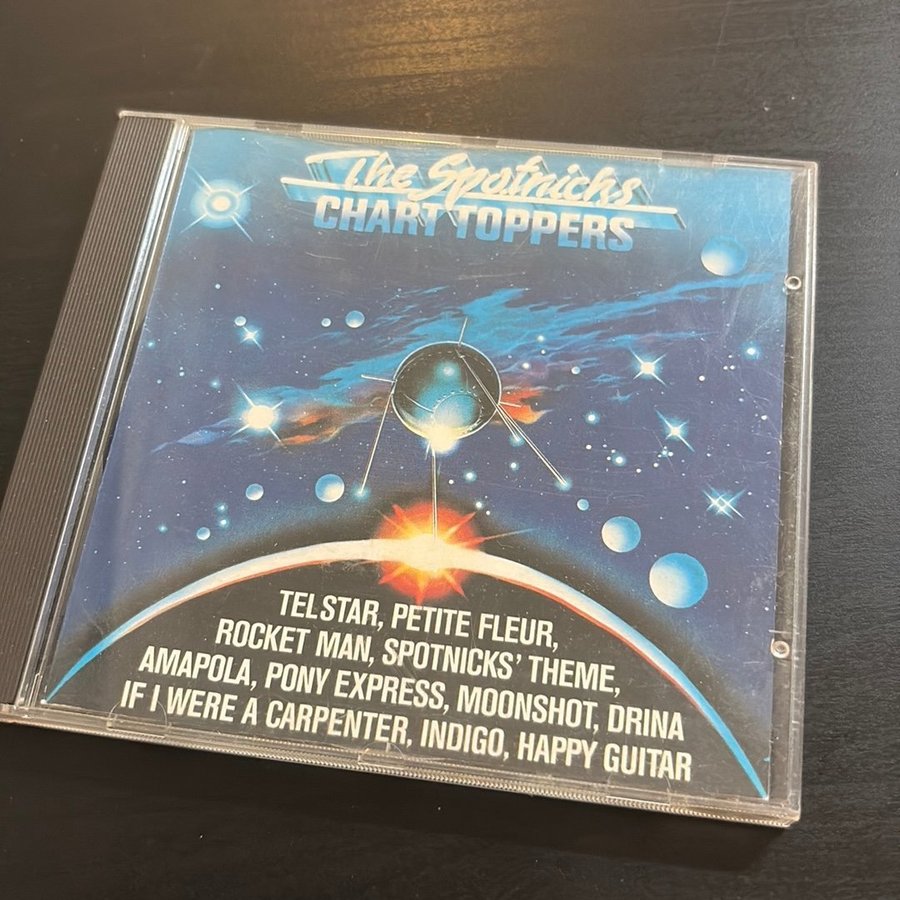 The Spotnicks
CHART TOPPERS
TELSTAR, PETITE FLEUR,
ROCKET MAN, SPOTNICKS' THEME,
AMAPOLA, PONY EXPRESS, MOONSHOT, DRINA
IF I WERE A CARPENTER, INDIGO, HAPPY GUITAR